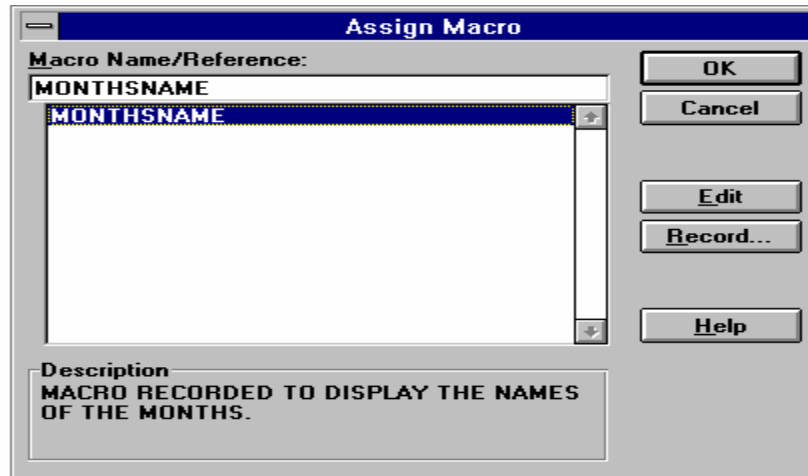 Assign Macro
Macro Name/Reference:
MONTHSNAME
MONTHSNAME
OK
Cancel
Edit
Record...
Help
Description
MACRO RECORDED TO DISPLAY THE NAMES
OF THE MONTHS.